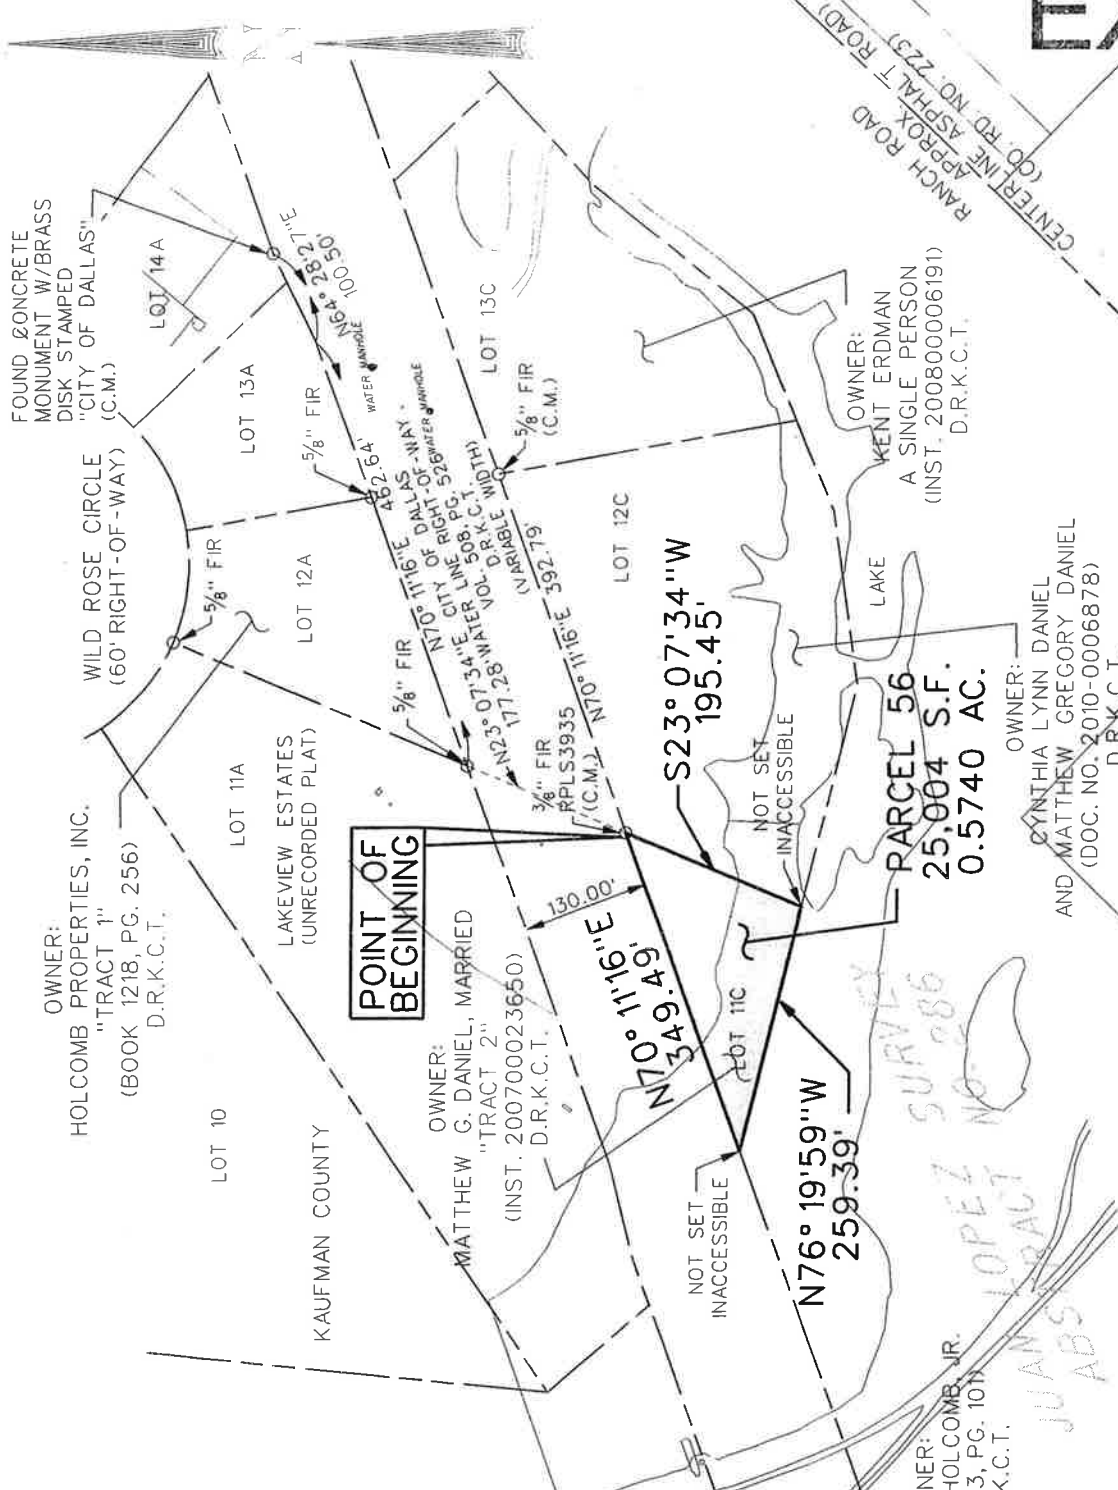 FOUND CONCRETE
MONUMENT W/BRASS
DISK STAMPED
"CITY OF DALLAS"
(C.M.)
LOT 14A
WILD ROSE CIRCLE
(60' RIGHT-OF-WAY)
LOT 13A
5/8" FIR
5/8" FIR
LOT 12A
5/8" FIR
N64° 28'27"E
100.50'
WATER MANHOLE
462.64'
N70° 11'16"E
CITY OF DALLAS
WATER LINE RIGHT-OF-WAY
VOL. 508, PG. 526
D.R.K.C.T.
(VARIABLE WIDTH)
WATER MANHOLE
N23° 07'34"E
177.28'
N70° 11'16"E 392.79'
LOT 13C
5/8" FIR
(C.M.)
LOT 12C
3/8" FIR
RPLS3935
(C.M.)
HOLCOMB PROPERTIES, INC.
OWNER:
"TRACT 1"
(BOOK 1218, PG. 256)
D.R.K.C.T.
LOT 11A
LAKEVIEW ESTATES
(UNRECORDED PLAT)
LOT 10
KAUFMAN COUNTY
POINT OF
BEGINNING
OWNER:
MATTHEW G. DANIEL, MARRIED
"TRACT 2"
(INST. 200700023650)
D.R.K.C.T.
130.00'
N70° 11'16"E
349.49'
S23° 07'34"W
195.45'
NOT SET
INACCESSIBLE
LOT 11C
NOT SET
INACCESSIBLE
N76° 19'59"W
259.39'
PARCEL 56
25,004 S.F.
0.5740 AC.
LAKE
OWNER:
KENT ERDMAN
A SINGLE PERSON
(INST. 200800006191)
D.R.K.C.T.
OWNER:
CYNTHIA LYNN DANIEL
AND MATTHEW GREGORY DANIEL
(DOC. NO. 2010-0006878)
D.R.K.C.T.
RANCH ROAD
APPROX.
CENTERLINE ASPHALT ROAD)
(CO. RD. NO. 223)
JUAN LOPEZ SURVEY
HOLCOMB, JR.
3, PG. 101)
K.C.T.